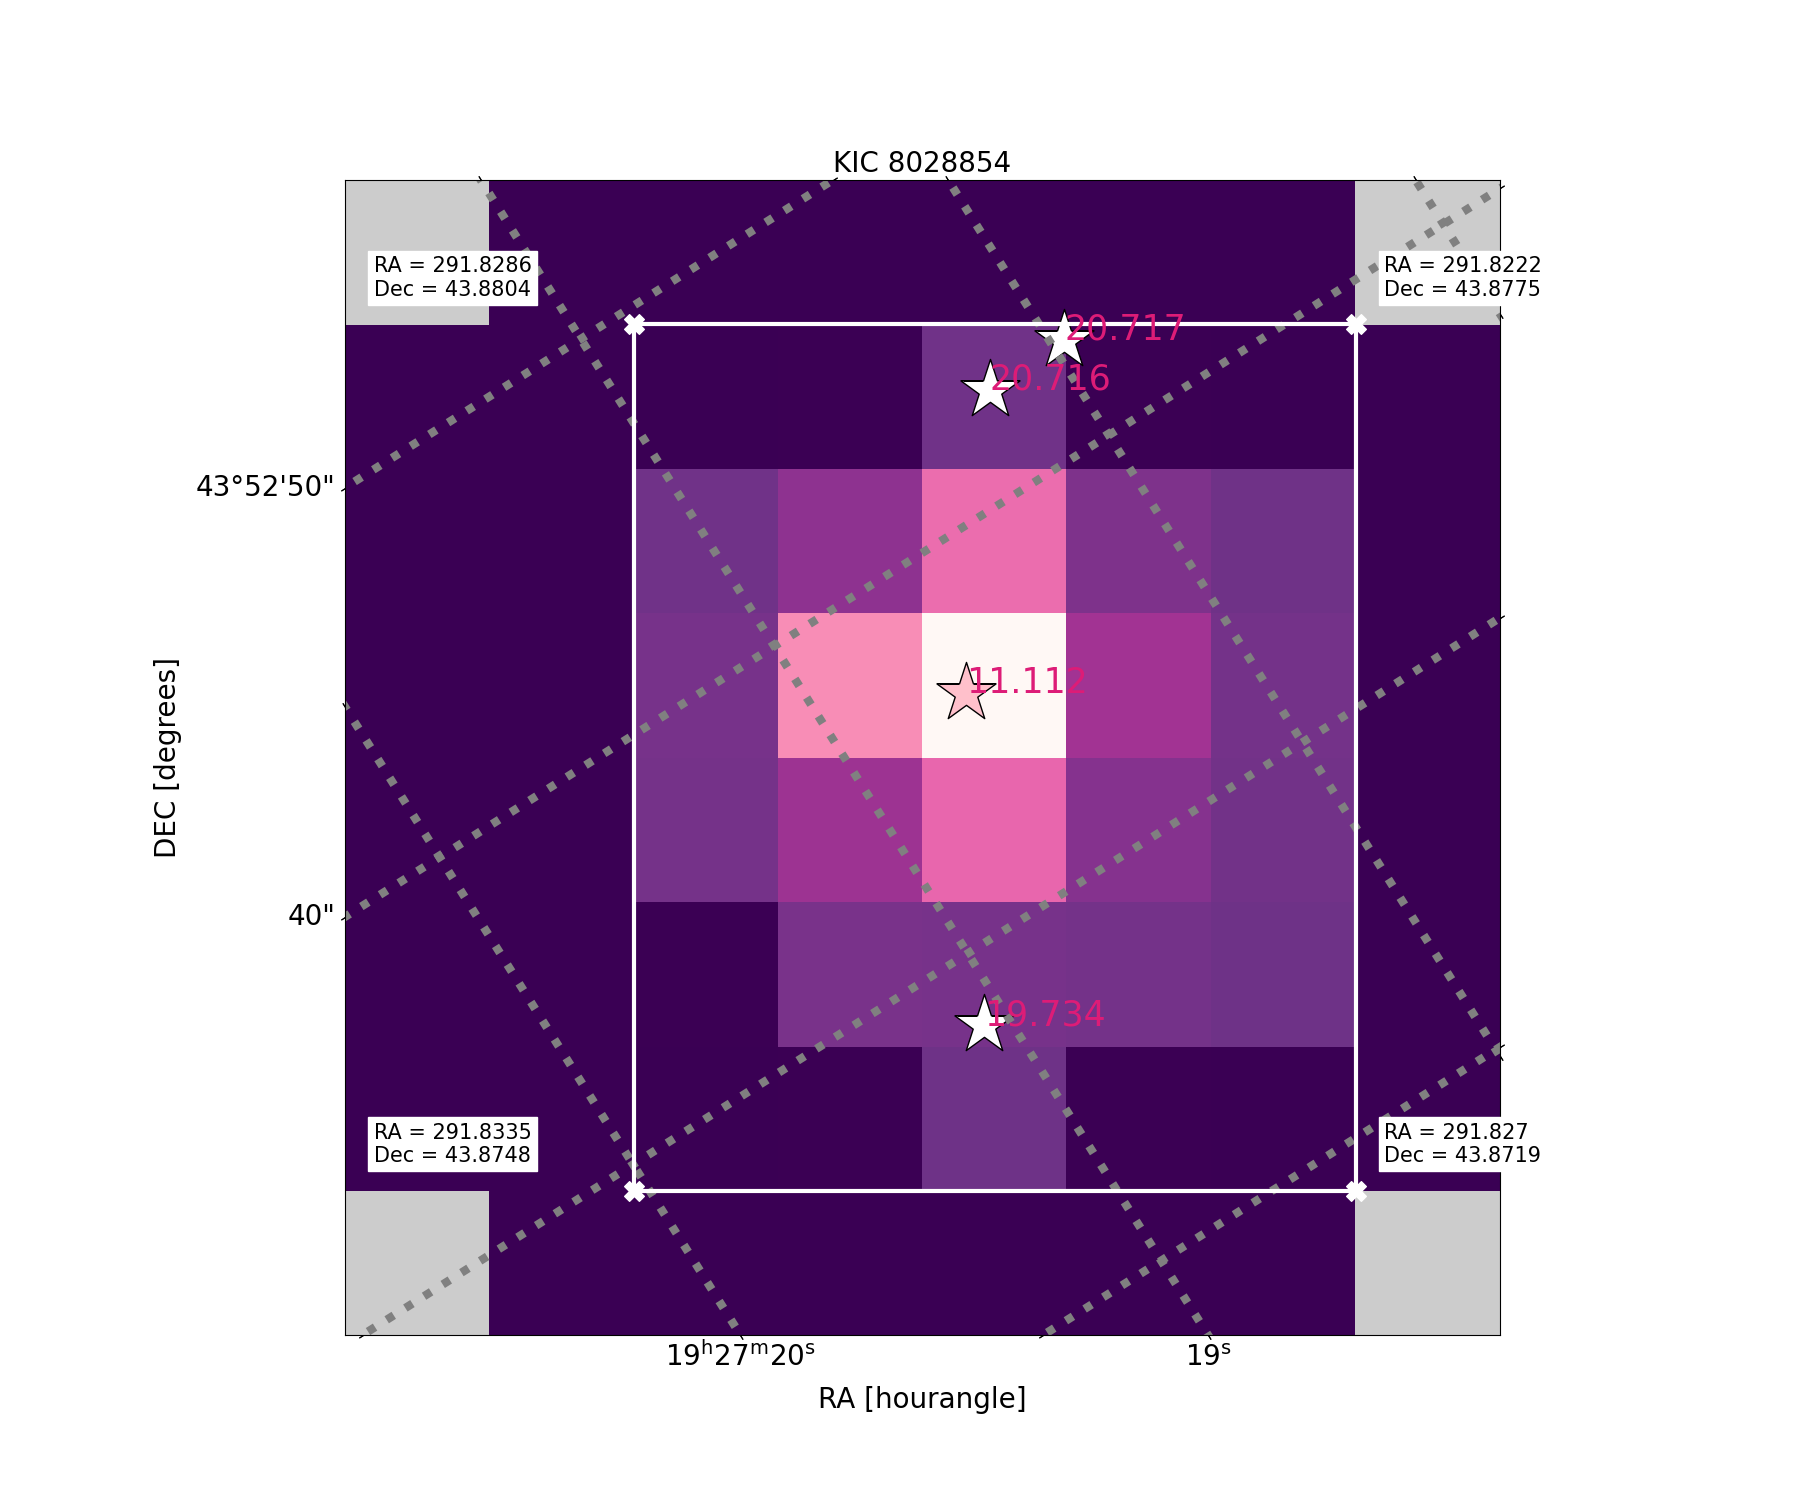 KIC 8028854
RA = 291.8286
Dec = 43.8804
RA = 291.8222
Dec = 43.8775
20.717
20.716
43°52'50"
11.112
DEC [degrees]
40"
19.734
RA = 291.8335
Dec = 43.8748
RA = 291.827
Dec = 43.8719
19h27m20s
19s
RA [hourangle]